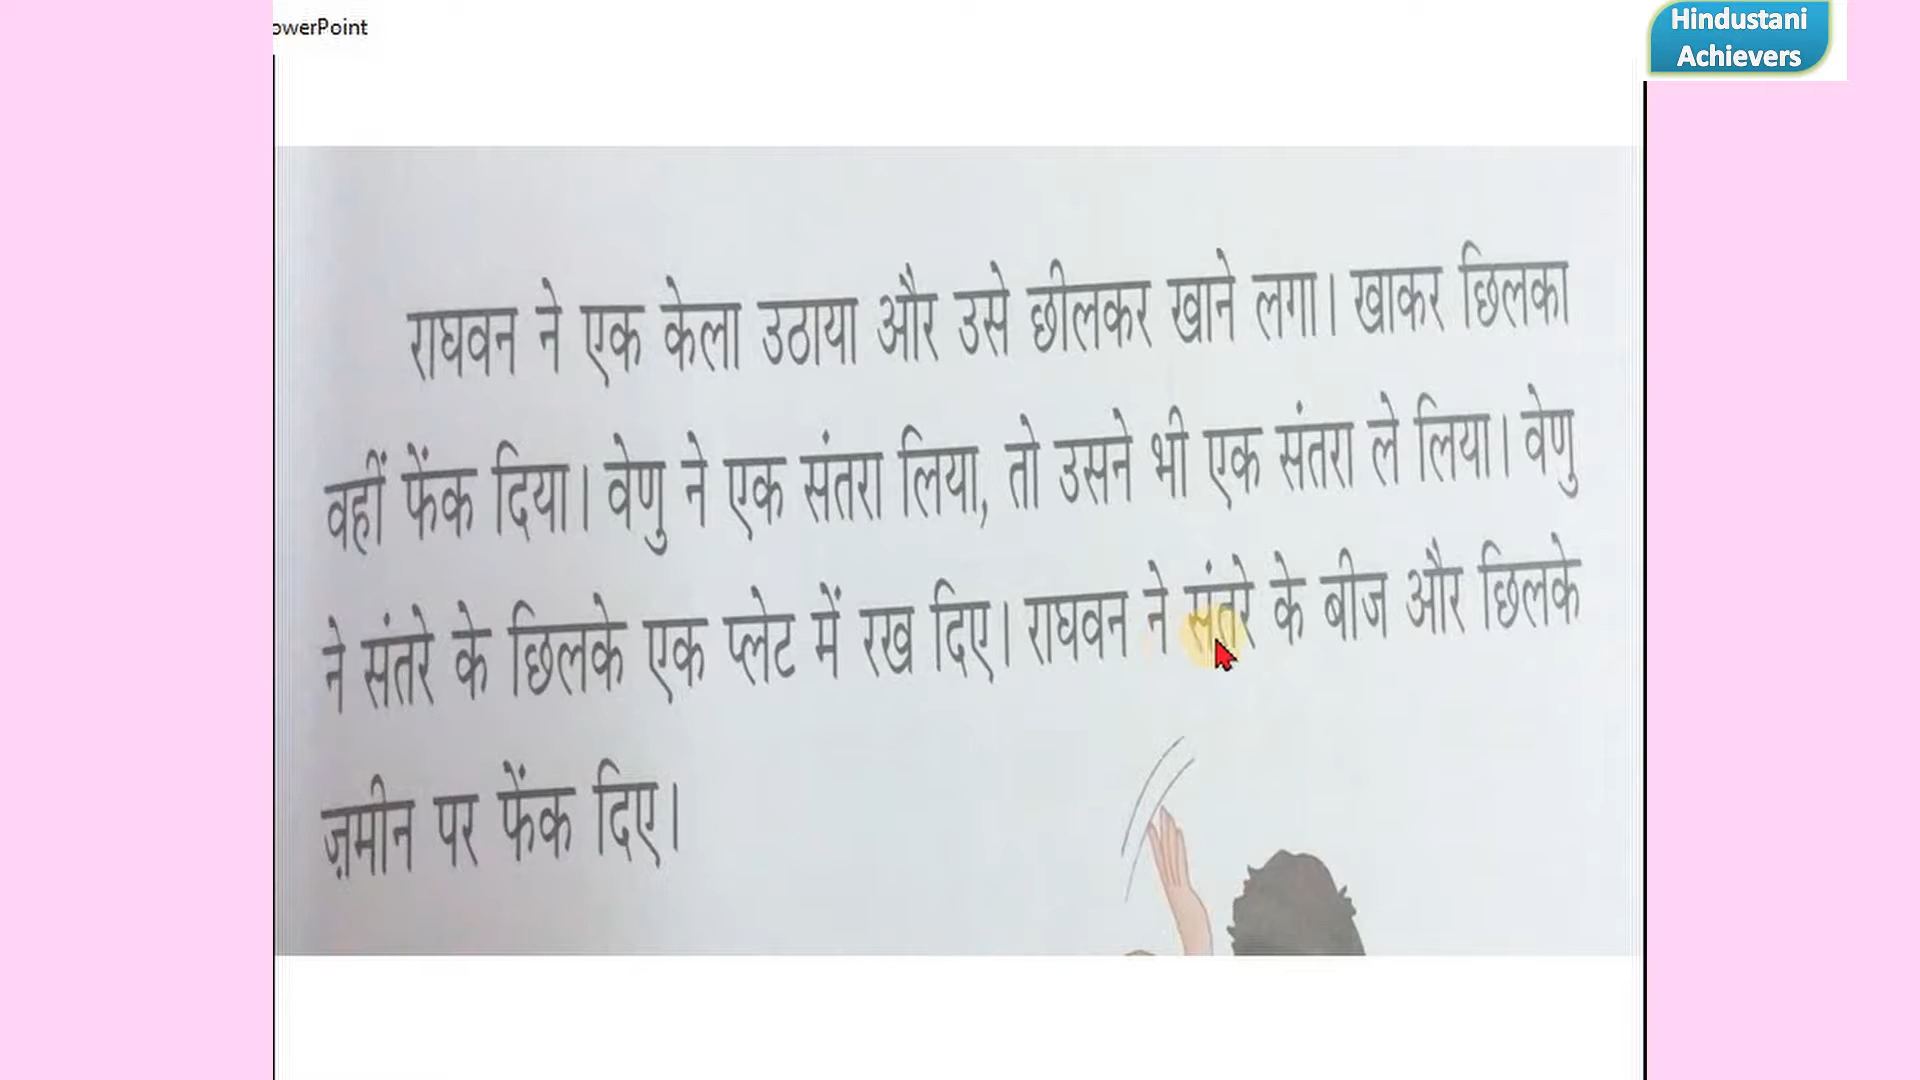 owerPoint
Hindustani
Achievers
राघवन ने एक केला उठाया और उसे छीलकर खाने लगा। खाकर छिलका
वहीं फेंक दिया। वेणु ने एक संतरा लिया, तो उसने भी एक संतरा ले लिया। वेणु
ने संतरे के छिलके एक प्लेट में रख दिए। राघवन ने संतरे के बीज और छिलके
ज़मीन पर फेंक दिए।